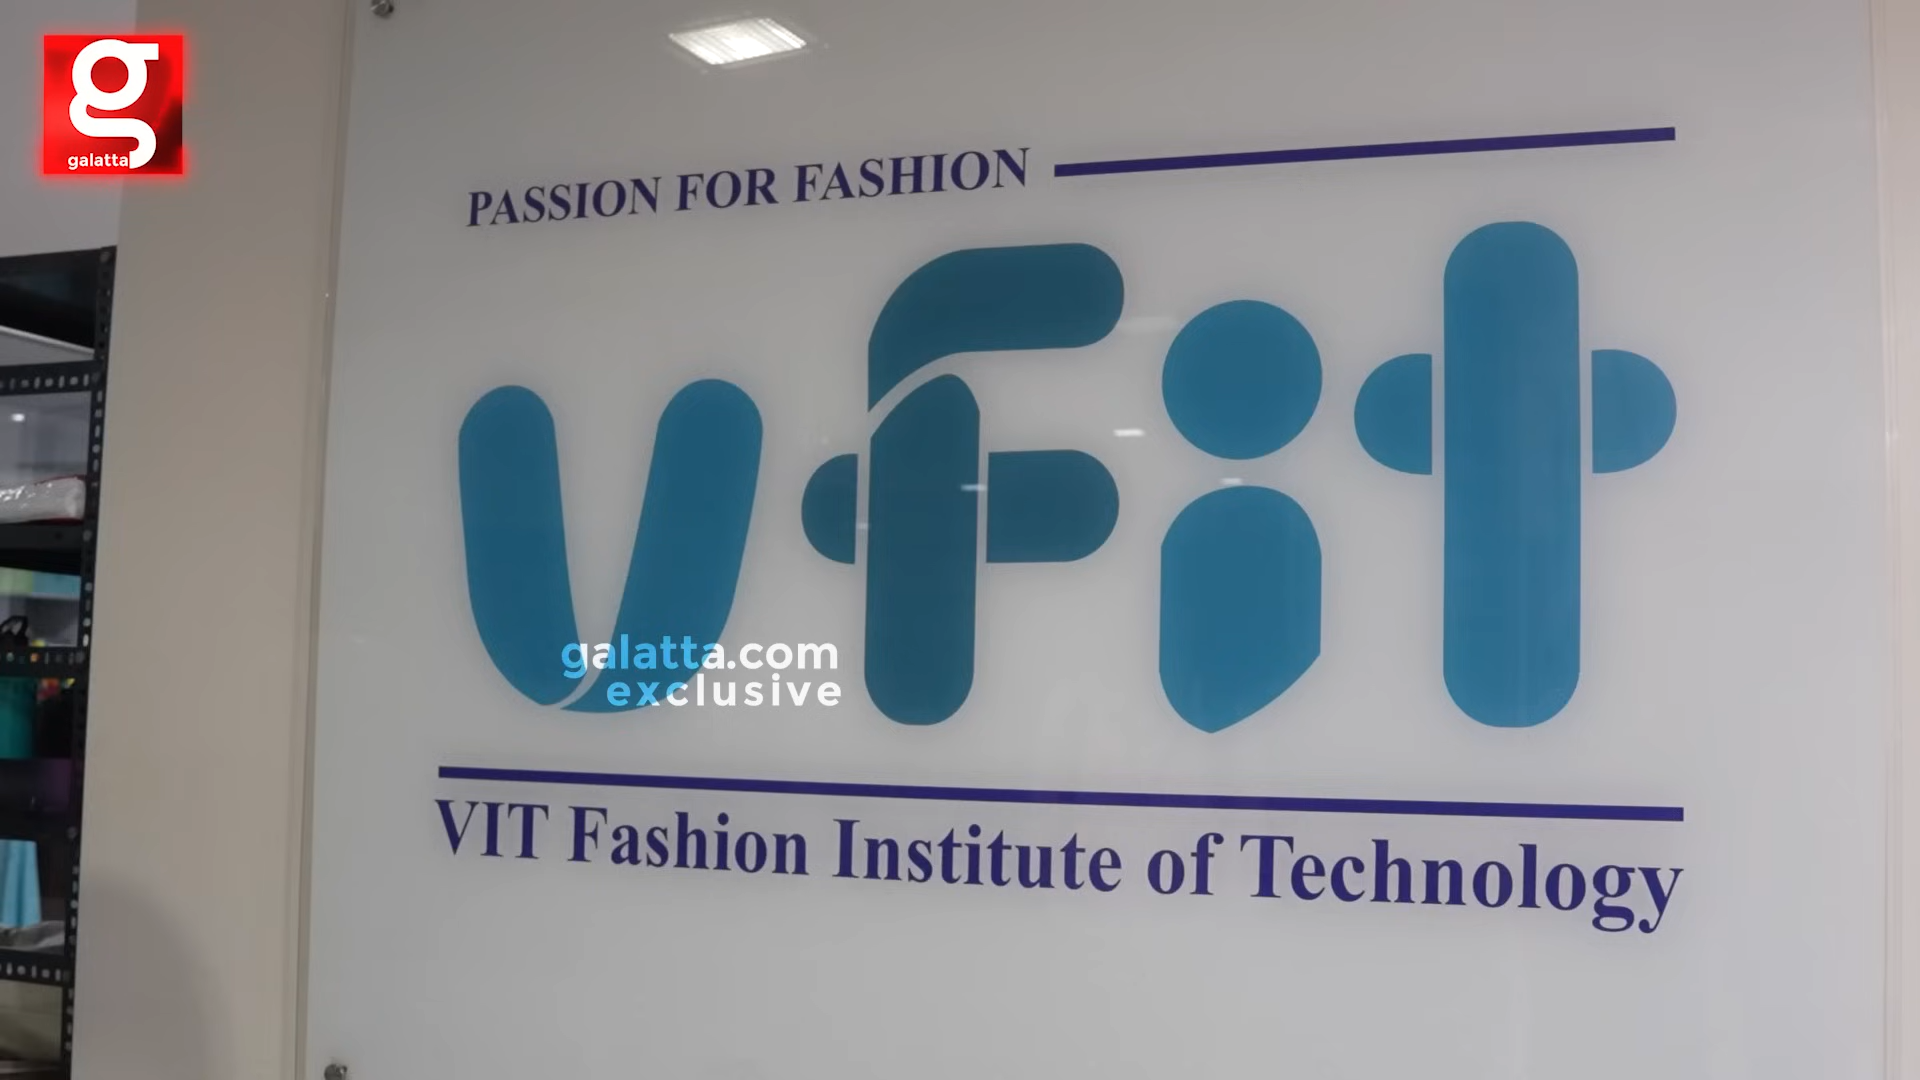 g
galatta
PASSION FOR FASHION
vfit
galatta.com
exclusive
VIT Fashion Institute of Technology